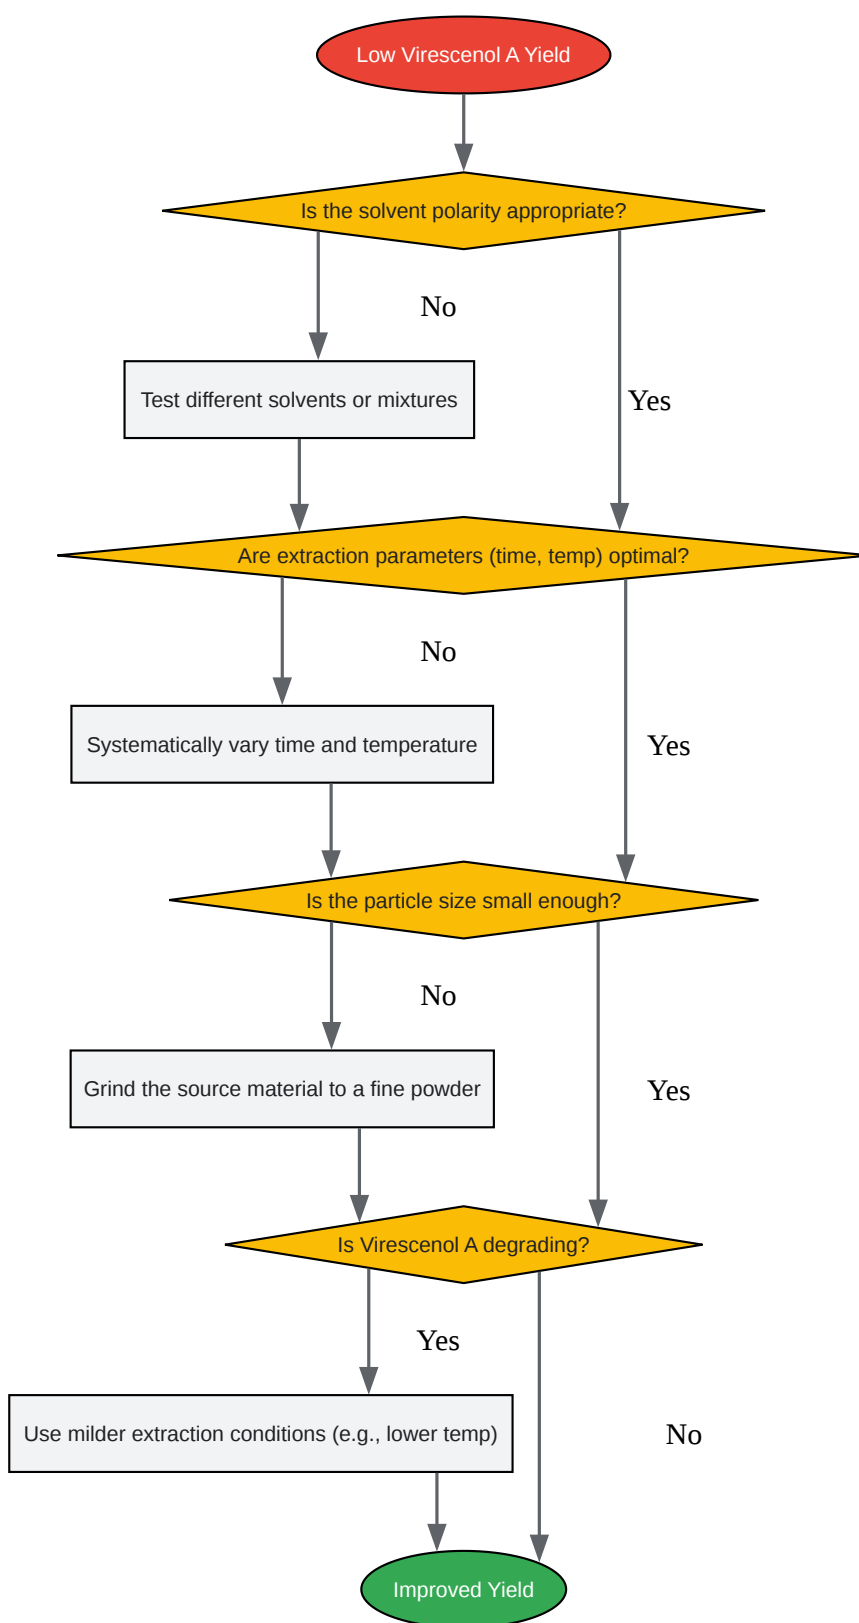 Low Virescenol A Yield
Is the solvent polarity appropriate?
No
Test different solvents or mixtures
Yes
Are extraction parameters (time, temp) optimal?
No
Systematically vary time and temperature
Yes
Is the particle size small enough?
No
Grind the source material to a fine powder
Yes
Is Virescenol A degrading?
Yes
Use milder extraction conditions (e.g., lower temp)
No
Improved Yield